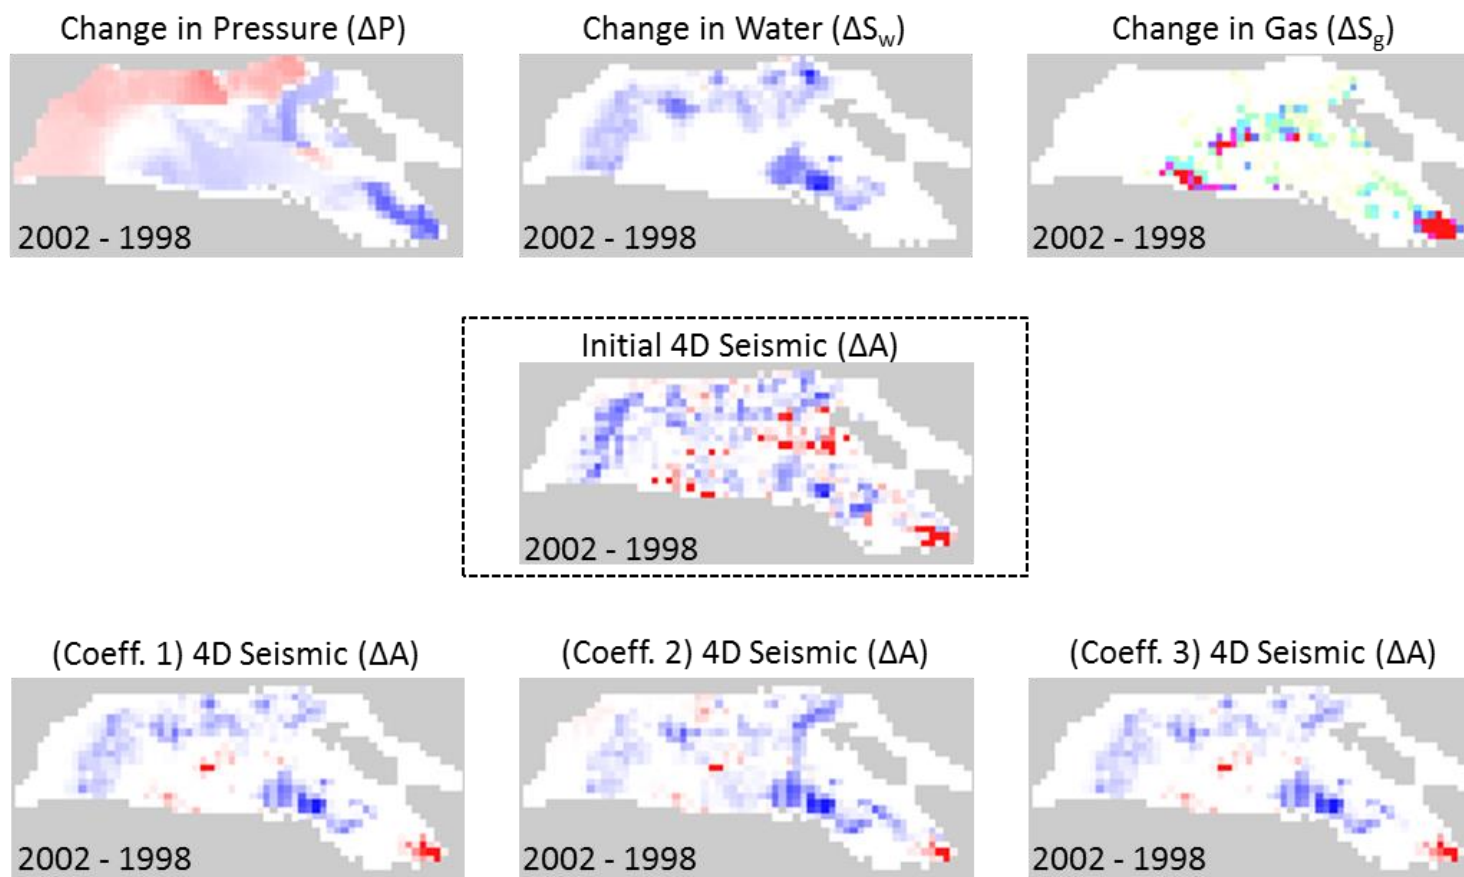 Change in Pressure (ΔP)
Change in Water (ΔSw)
Change in Gas (ΔSg)
2002 - 1998
2002 - 1998
2002 - 1998
Initial 4D Seismic (ΔA)
2002 - 1998
(Coeff. 1) 4D Seismic (ΔA)
(Coeff. 2) 4D Seismic (ΔA)
(Coeff. 3) 4D Seismic (ΔA)
2002 - 1998
2002 - 1998
2002 - 1998